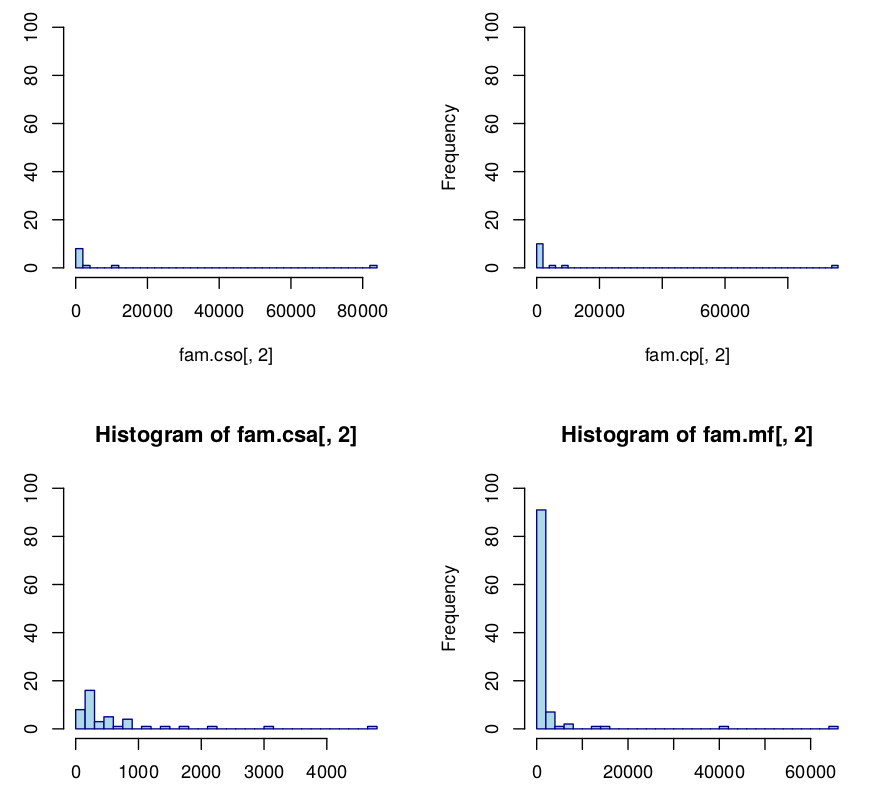 0 20 40 60 80 100
0 20000 40000 60000 80000
fam.cso[, 2]
Frequency
0 20 40 60 80 100
0 20000 60000
fam.cp[, 2]
Histogram of fam.csa[, 2]
0 20 40 60 80 100
0 1000 2000 3000 4000
Histogram of fam.mf[, 2]
Frequency
0 20 40 60 80 100
0 20000 40000 60000